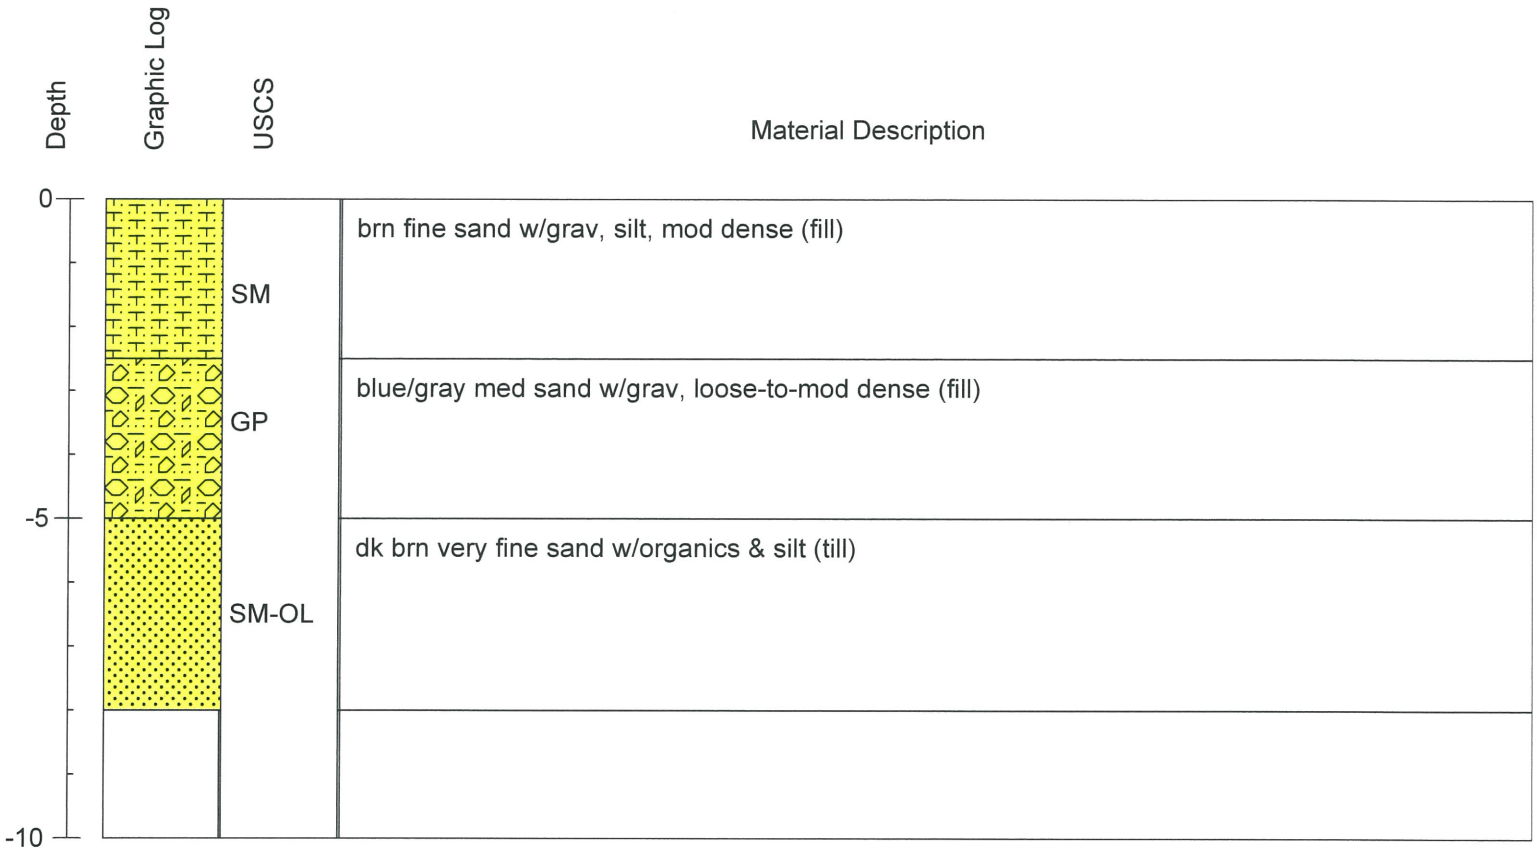 Depth
Graphic Log
USCS
Material Description
0
brn fine sand w/grav, silt, mod dense (fill)
SM
blue/gray med sand w/grav, loose-to-mod dense (fill)
GP
-5
dk brn very fine sand w/organics & silt (till)
SM-OL
-10